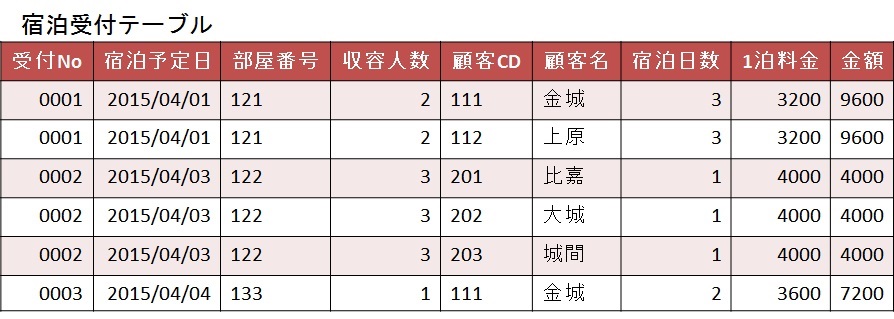 宿泊受付テーブル
受付No 宿泊予定日 部屋番号 収容人数 顧客CD 顧客名 宿泊日数 1泊料金 金額
0001 2015/04/01 121 2 111 金城 3 3200 9600
0001 2015/04/01 121 2 112 上原 3 3200 9600
0002 2015/04/03 122 3 201 比嘉 1 4000 4000
0002 2015/04/03 122 3 202 大城 1 4000 4000
0002 2015/04/03 122 3 203 城間 1 4000 4000
0003 2015/04/04 133 1 111 金城 2 3600 7200